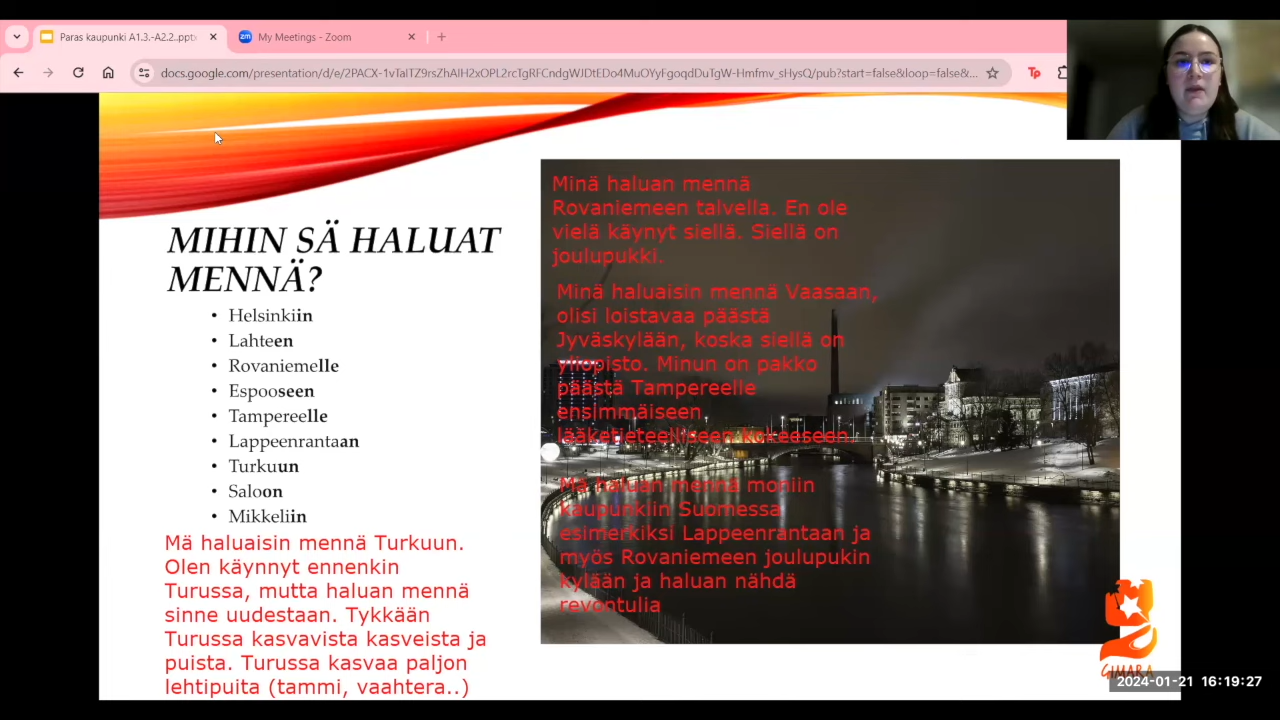 Paras kaupunki A1.3.-A2.2..pptx
My Meetings - Zoom
docs.google.com/presentation/d/e/2PACX-1vTaITZ9rsZhAIH2xOPL2rcTgRFCndgWJDtEDo4MuOYyFgoqdDuTgW-Hmfmv_sHysQ/pub?start=false&loop=false&...
Tp
MIHIN SÄ HALUAT
MENNÄ?
• Helsinkiin
• Lahteen
• Rovaniemelle
• Espooseen
• Tampereelle
• Lappeenrantaan
• Turkuun
• Saloon
• Mikkeliin
Mä haluaisin mennä Turkuun.
Olen käynnyt ennenkin
Turussa, mutta haluan mennä
sinne uudestaan. Tykkään
Turussa kasvavista kasveista ja
puista. Turussa kasvaa paljon
lehtipuita (tammi, vaahtera..)
Minä haluan mennä
Rovaniemeen talvella. En ole
vielä käynyt siellä. Siellä on
joulupukki.
Minä haluaisin mennä Vaasaan,
olisi loistavaa päästä
Jyväskylään, koska siellä on
yliopisto. Minun on pakko
päästä Tampereelle
ensimmäiseen
lääketieteelliseen kokeeseen.
Mä haluan mennä moniin
kaupunkiin Suomessa
esimerkiksi Lappeenrantaan ja
myös Rovaniemeen joulupukin
kylään ja haluan nähdä
revontulia
GIMARA
2024-01-21 16:19:27